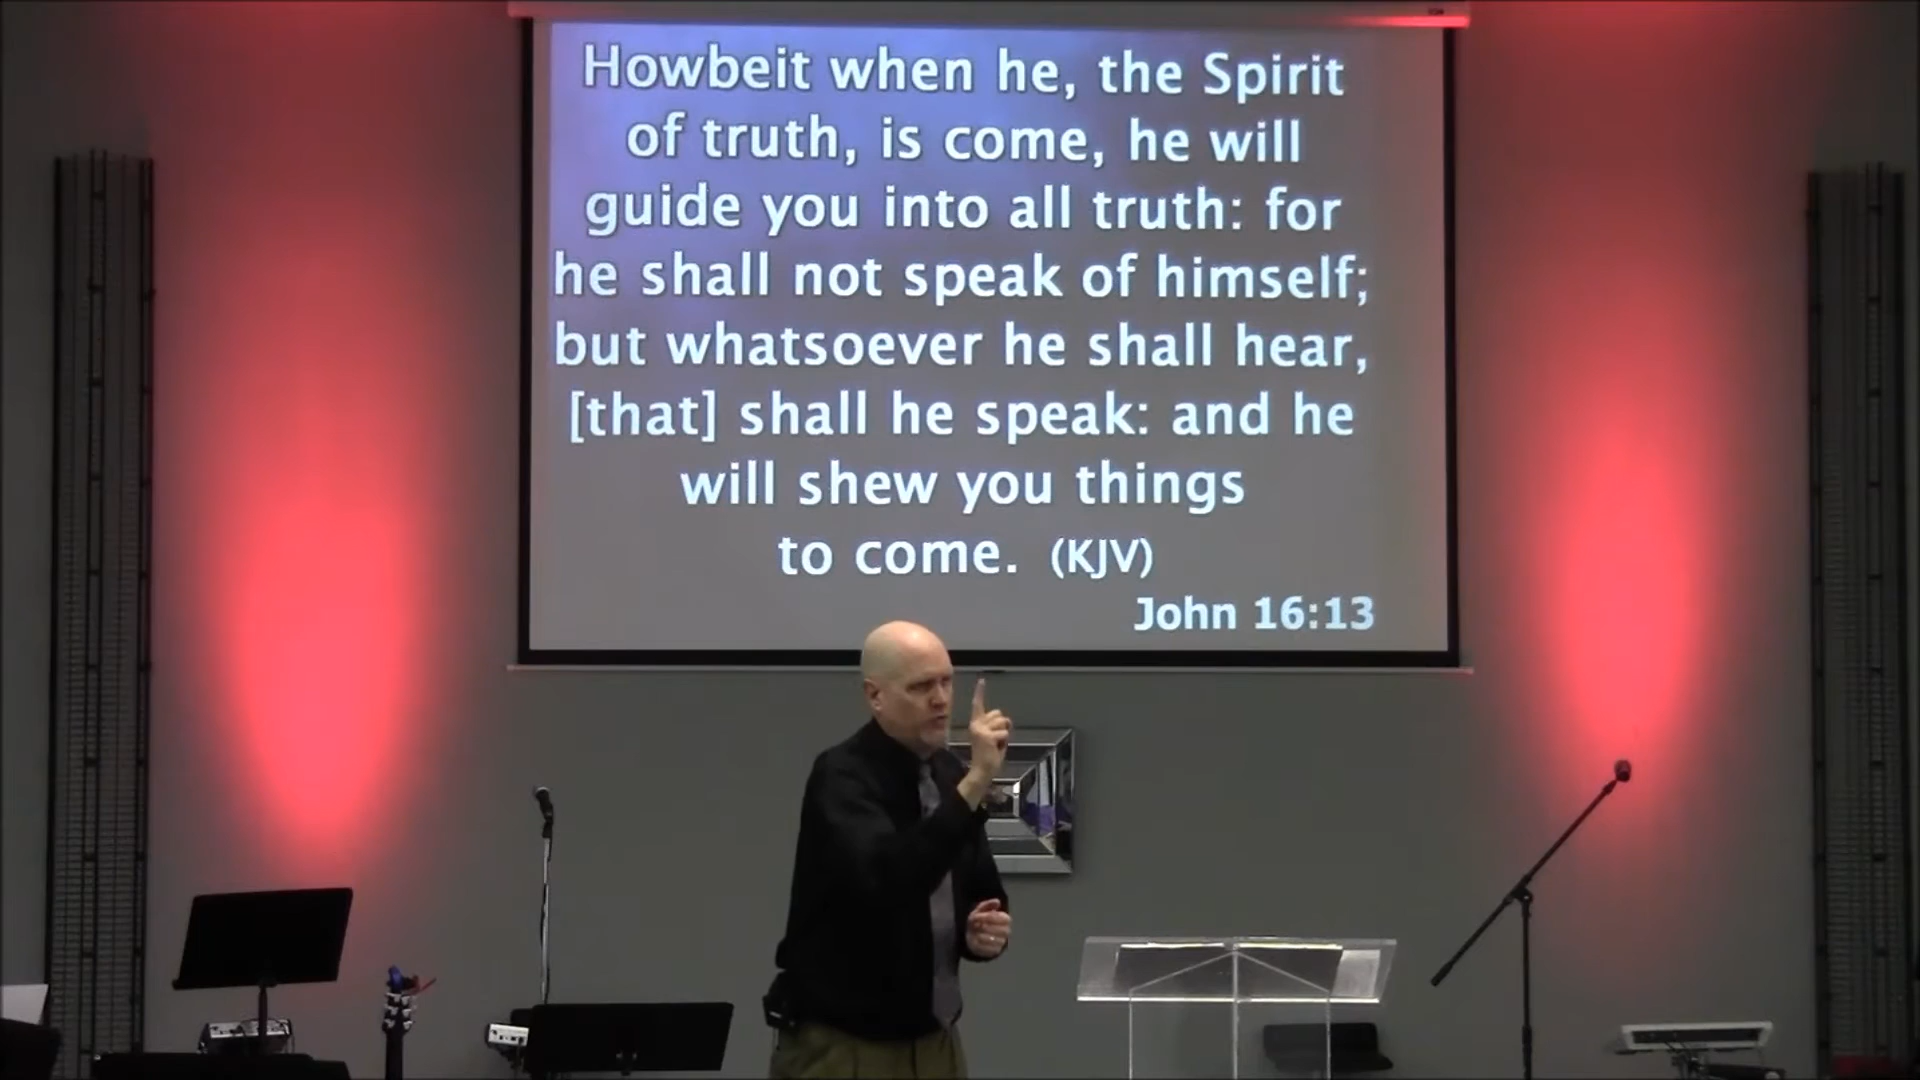 Howbeit when he, the Spirit
of truth, is come, he will
guide you into all truth: for
he shall not speak of himself;
but whatsoever he shall hear,
[that] shall he speak: and he
will shew you things
to come. (KJV)
John 16:13